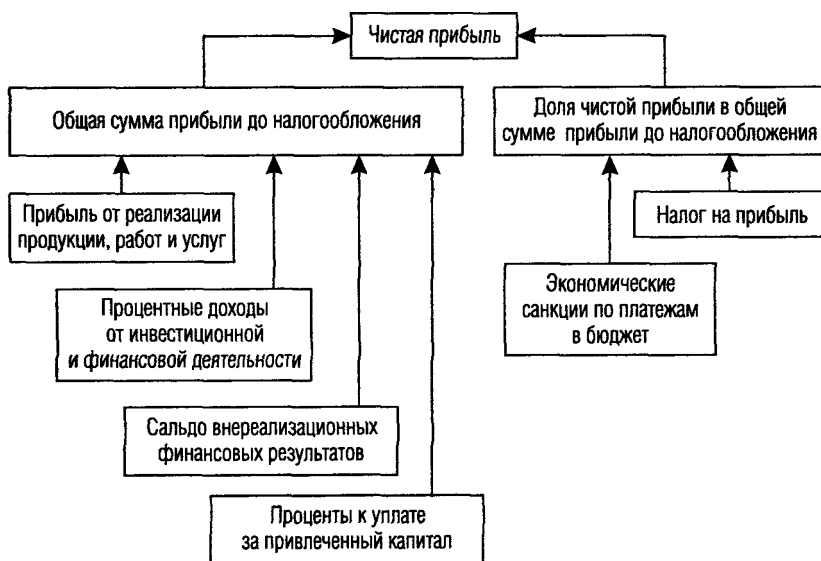 Чистая прибыль
Общая сумма прибыли до налогообложения
Доля чистой прибыли в общей
сумме прибыли до налогообложения
Прибыль от реализации
продукции, работ и услуг
Налог на прибыль
Процентные доходы
от инвестиционной
и финансовой деятельности
Экономические
санкции по платежам
в бюджет
Сальдо внереализационных
финансовых результатов
Проценты к уплате
за привлеченный капитал